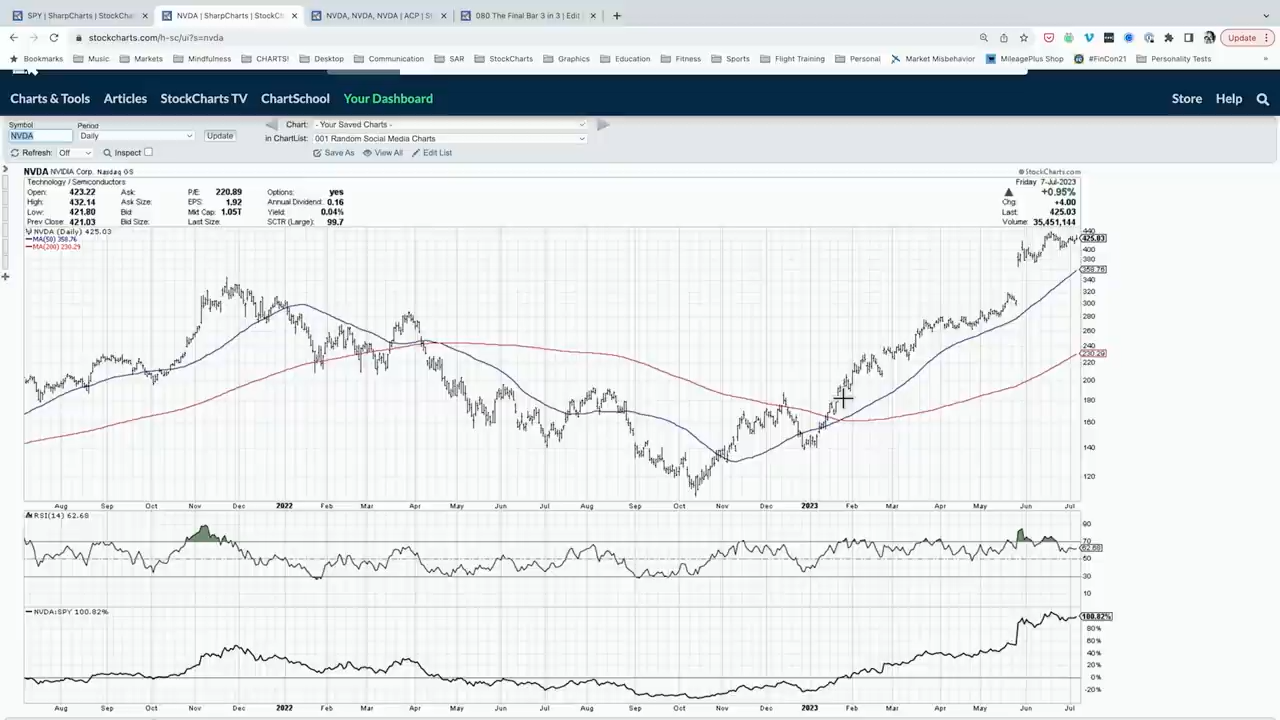 SPY | SharpCharts | StockCha
NVDA | SharpCharts | StockCh
NVDA, NVDA, NVDA | ACP | S
080 The Final Bar 3 in 3 | Edit
stockcharts.com/h-sc/ui?s=nvda
Update
Bookmarks Music Markets Mindfulness CHARTS! Desktop Communication SAR StockCharts Graphics Education Fitness Sports Flight Training Personal Market Misbehavior MileagePlus Shop #FinCon21 Personality Tests
Charts & Tools Articles StockCharts TV ChartSchool Your Dashboard Store Help
Symbol Period Chart: - Your Saved Charts -
NVDA Daily Update in ChartList: 001 Random Social Media Charts
Refresh: Off Inspect Save As View All Edit List
NVDA NVIDIA Corp. Nasdaq GS © StockCharts.com
Technology / Semiconductors Friday 7-Jul-2023
Open: 423.22 Ask: P/E: 220.89 Options: yes +0.95%
High: 432.14 Ask Size: EPS: 1.92 Annual Dividend: 0.16 Chg: +4.00
Low: 421.80 Bid: Mkt Cap: 1.05T Yield: 0.04% Last: 425.03
Prev Close: 421.03 Bid Size: Last Size: SCTR (Large): 99.7 Volume: 35,451,144
NVDA (Daily) 425.03
MA(50) 358.76
MA(200) 230.29
440
425.03
400
380
358.76
340
320
300
280
260
240
230.29
220
200
180
160
140
120
Aug Sep Oct Nov Dec 2022 Feb Mar Apr May Jun Jul Aug Sep Oct Nov Dec 2023 Feb Mar Apr May Jun Jul
RSI(14) 62.68
90
70
62.68
50
30
10
NVDA:SPY 100.82%
100.82%
80%
60%
40%
20%
0%
-20%
Aug Sep Oct Nov Dec 2022 Feb Mar Apr May Jun Jul Aug Sep Oct Nov Dec 2023 Feb Mar Apr May Jun Jul